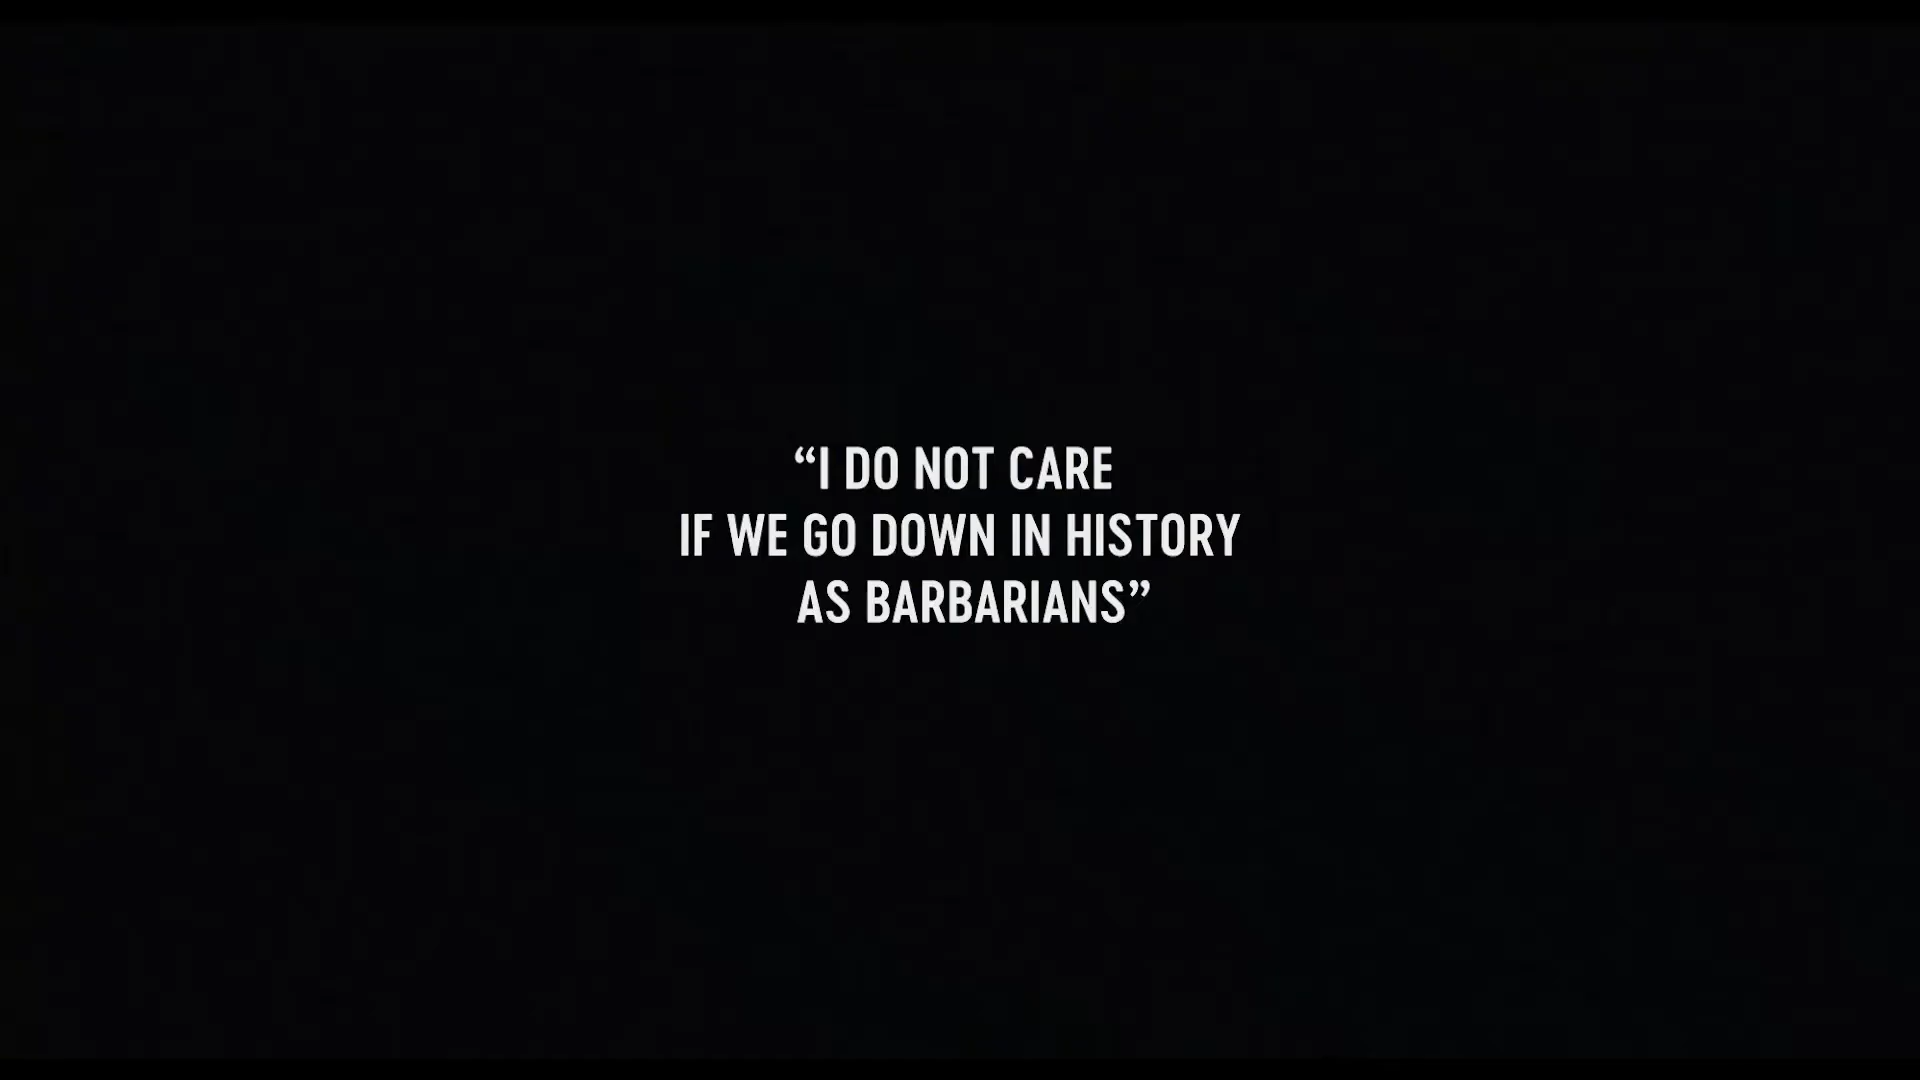 “I DO NOT CARE
IF WE GO DOWN IN HISTORY
AS BARBARIANS”